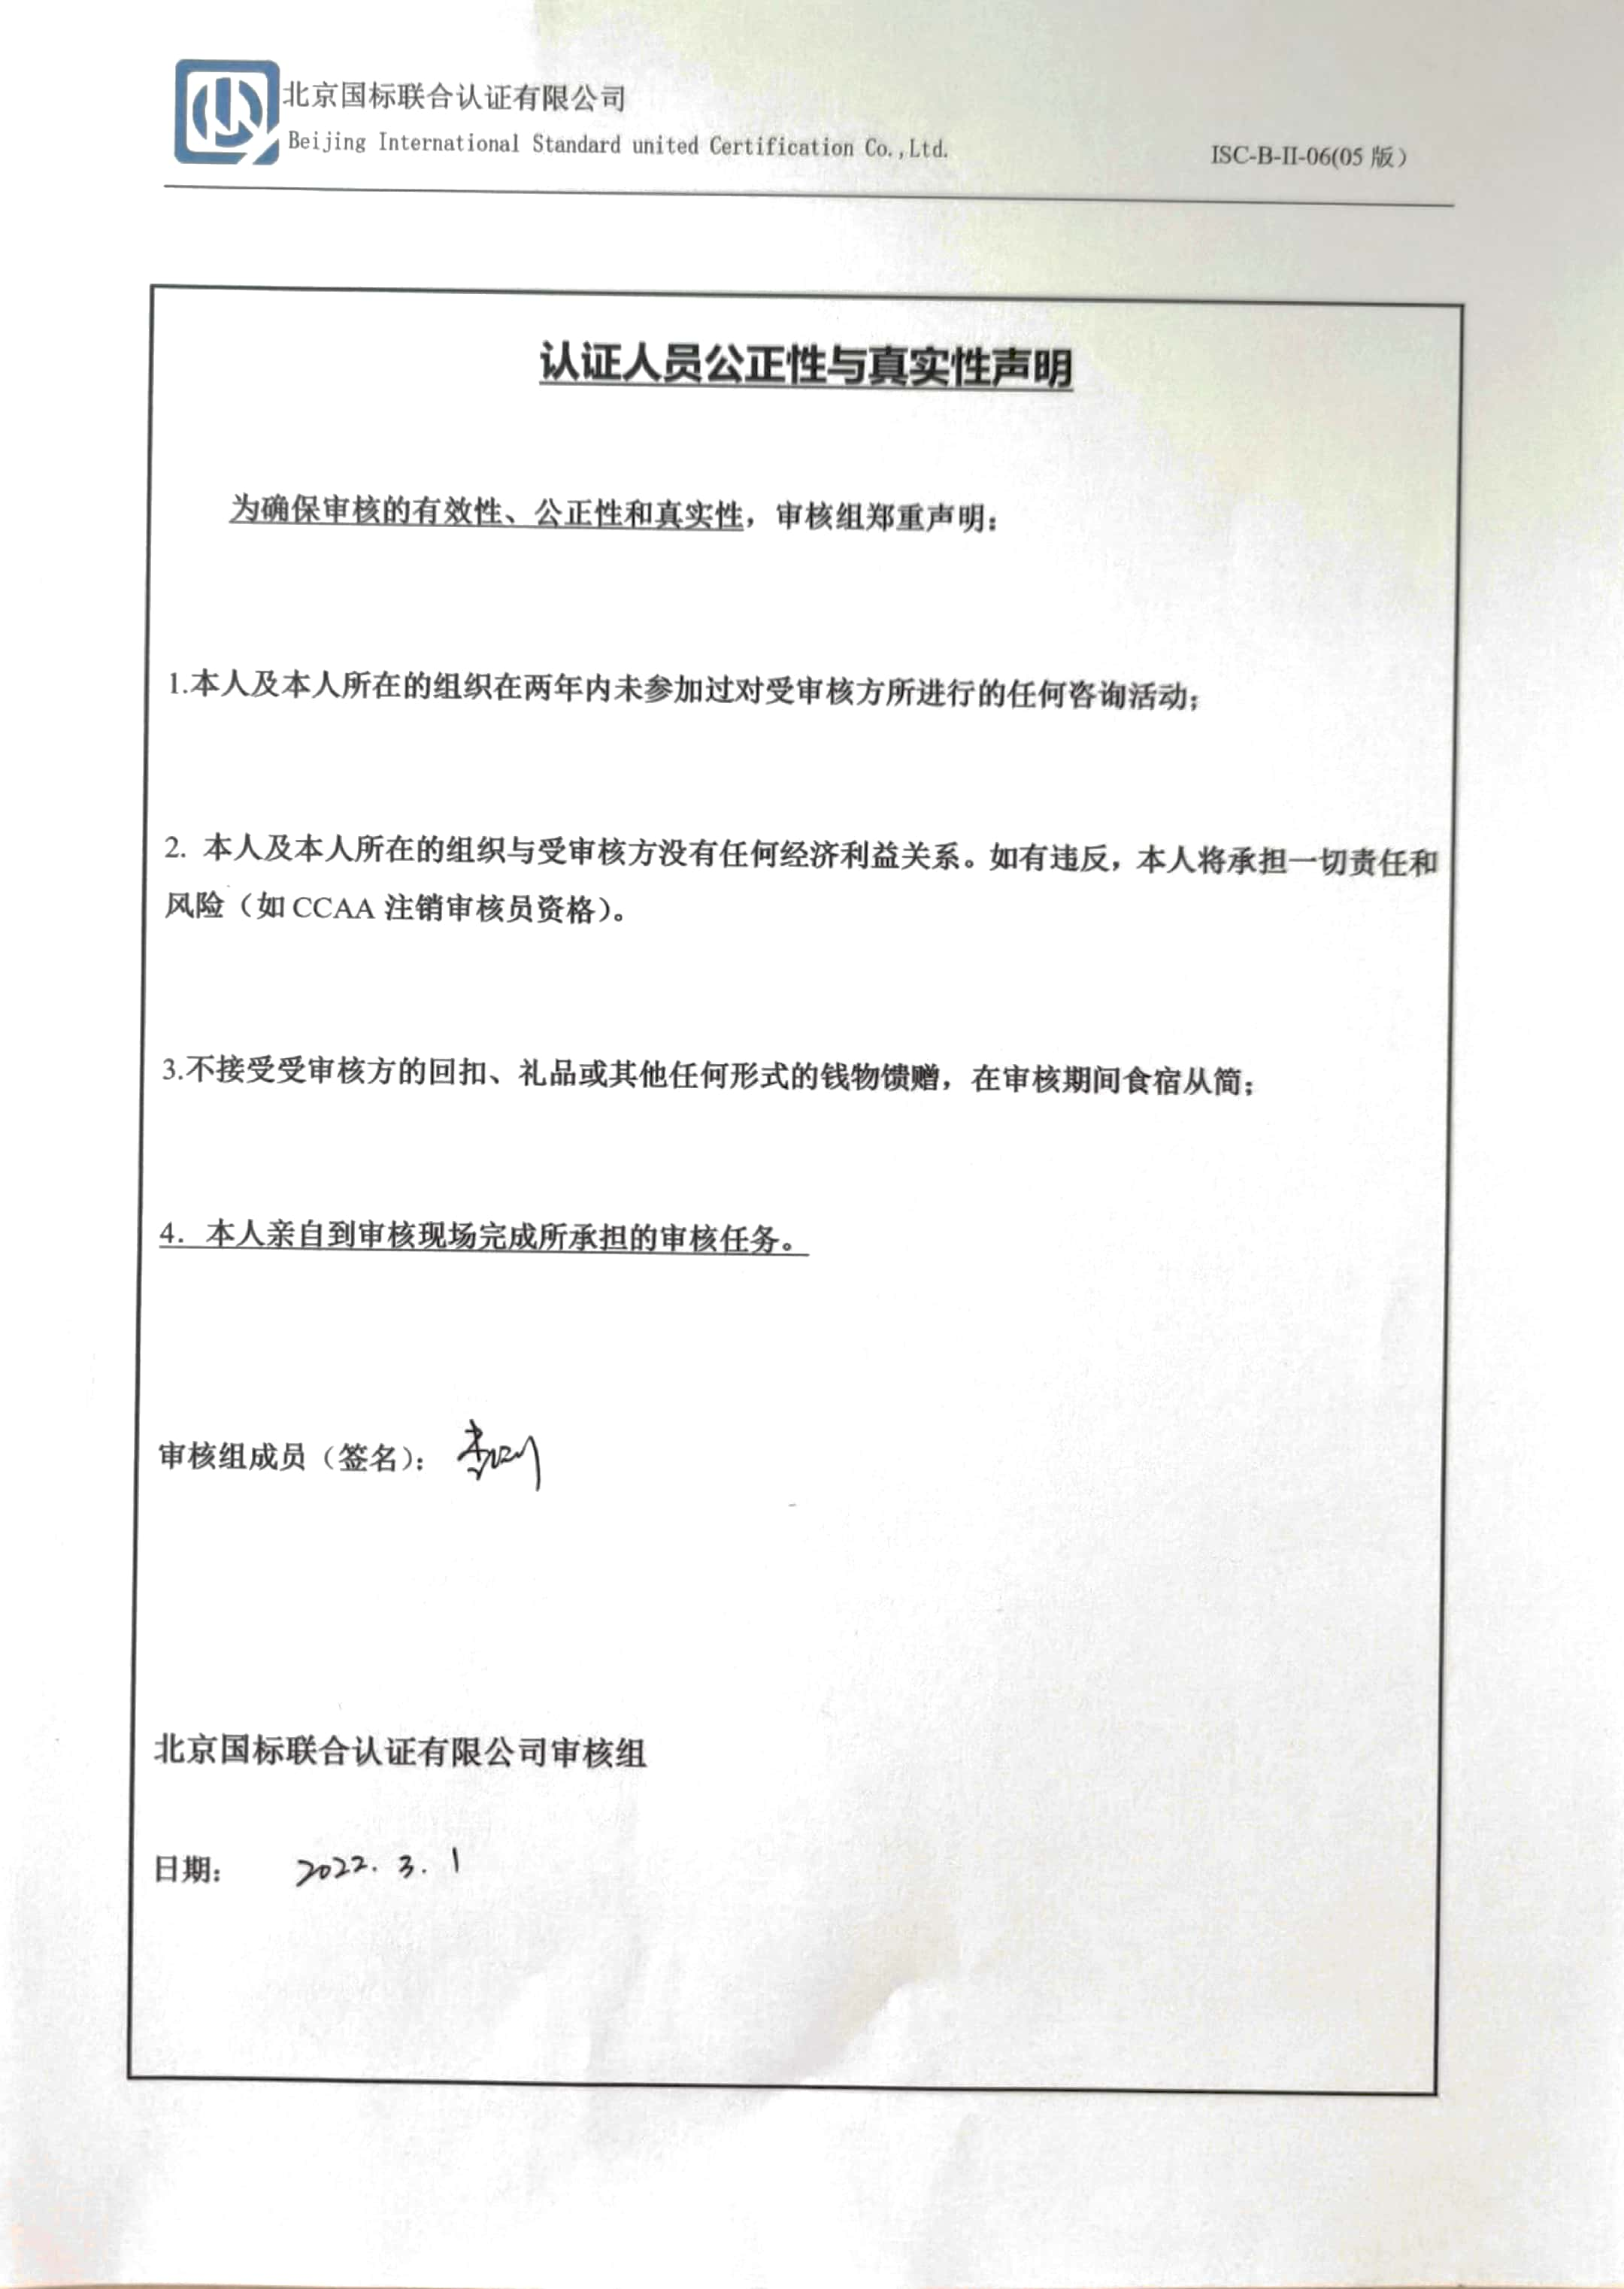 北京国标联合认证有限公司
Beijing International Standard united Certification Co.,Ltd.
ISC-B-II-06(05 版）
认证人员公正性与真实性声明
为确保审核的有效性、公正性和真实性，审核组郑重声明：
1.本人及本人所在的组织在两年内未参加过对受审核方所进行的任何咨询活动；
2. 本人及本人所在的组织与受审核方没有任何经济利益关系。如有违反，本人将承担一切责任和
风险（如 CCAA 注销审核员资格）。
3.不接受受审核方的回扣、礼品或其他任何形式的钱物馈赠，在审核期间食宿从简；
4. 本人亲自到审核现场完成所承担的审核任务。
审核组成员（签名）：
北京国标联合认证有限公司审核组
日期： 2022.3.1